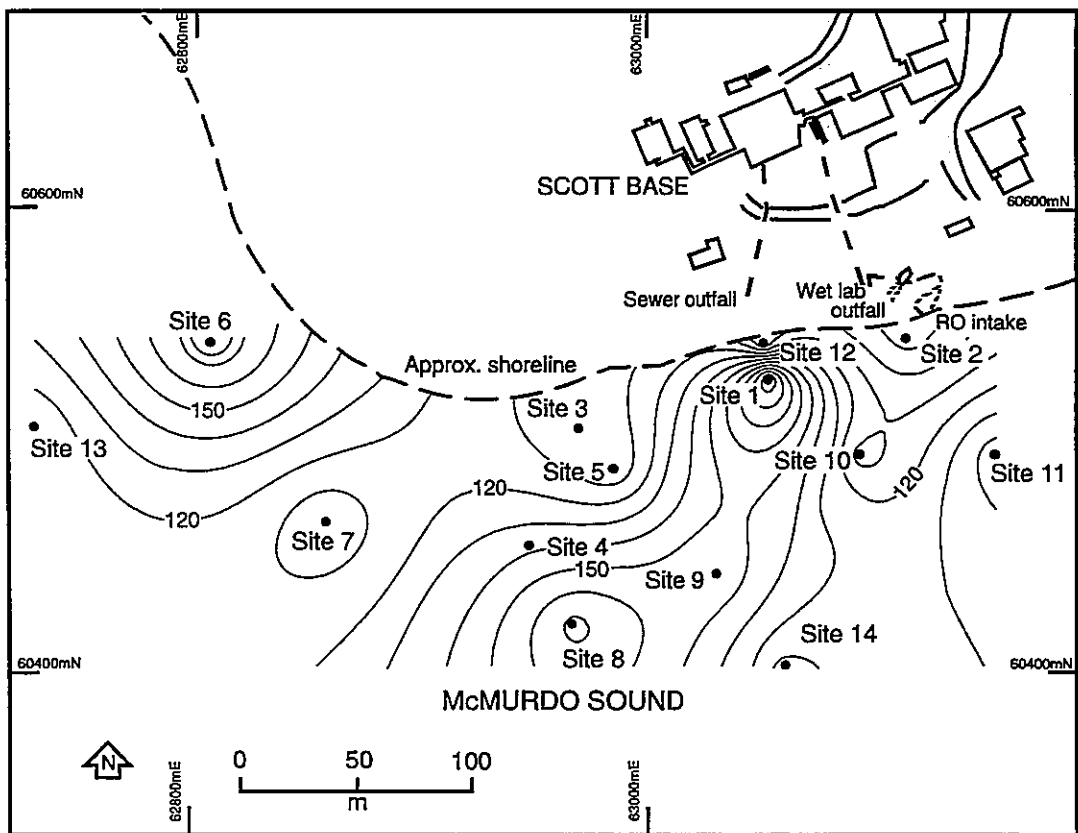 62800mE
63000mE
SCOTT BASE
60600mN
60600mN
Sewer outfall
Wet lab
outfall
RO intake
Site 6
Approx. shoreline
Site 12
Site 2
150
Site 3
Site 1
Site 13
Site 5
Site 10
Site 11
120
120
120
Site 7
Site 4
150
Site 9
Site 8
Site 14
60400mN
60400mN
McMURDO SOUND
N
0 50 100
m
62800mE
63000mE